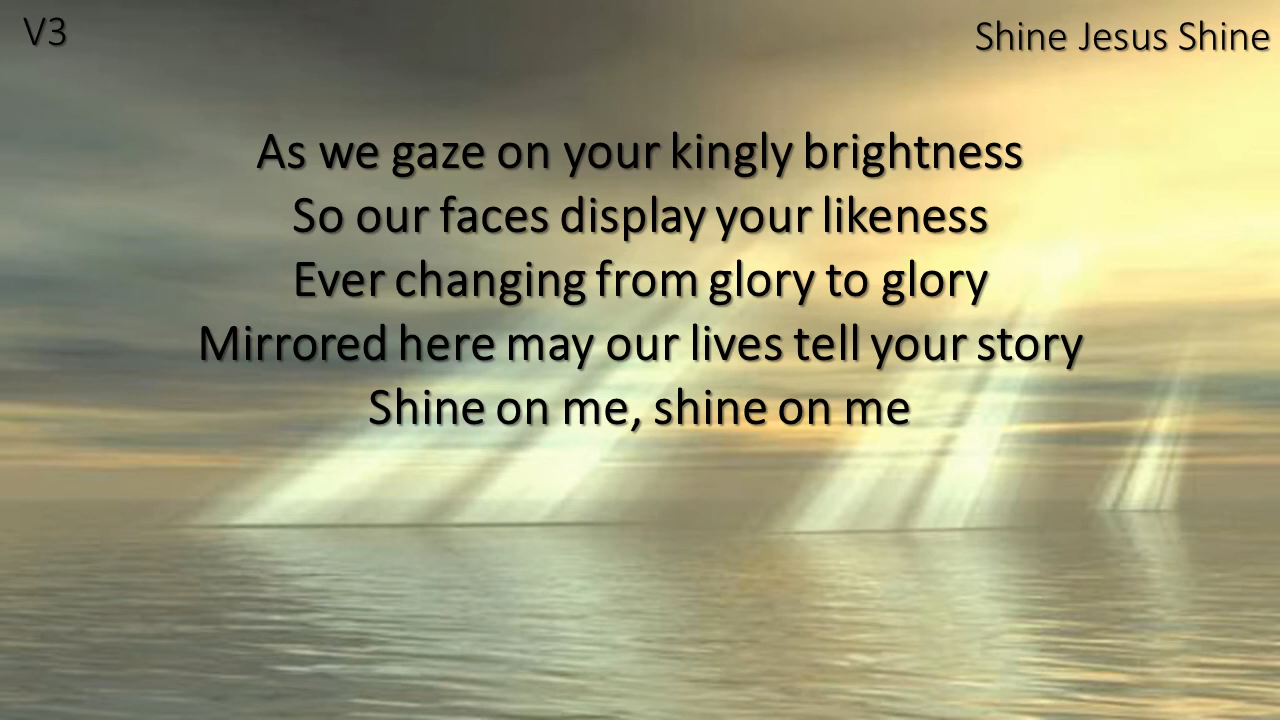 V3
Shine Jesus Shine
As we gaze on your kingly brightness
So our faces display your likeness
Ever changing from glory to glory
Mirrored here may our lives tell your story
Shine on me, shine on me